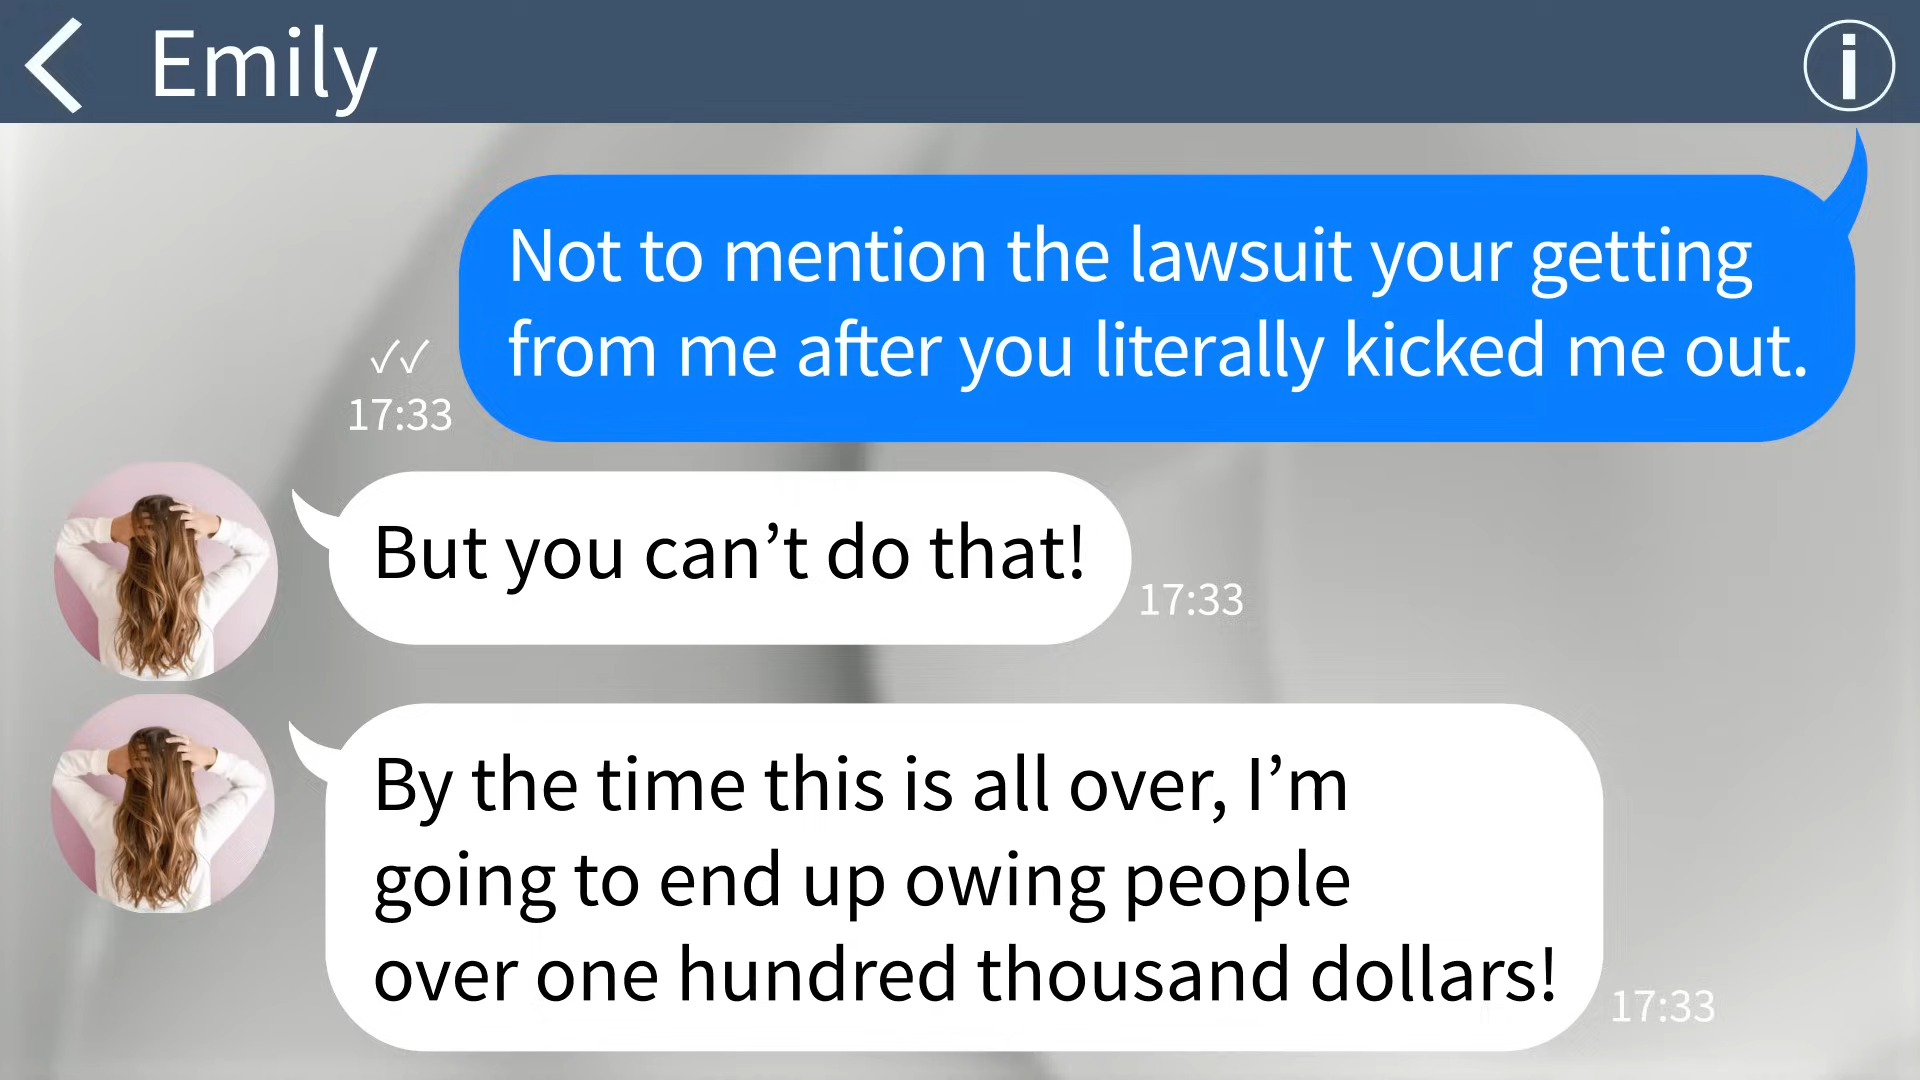 Emily
Not to mention the lawsuit your getting
from me after you literally kicked me out.
✓✓
17:33
But you can’t do that!
17:33
By the time this is all over, I’m
going to end up owing people
over one hundred thousand dollars!
17:33